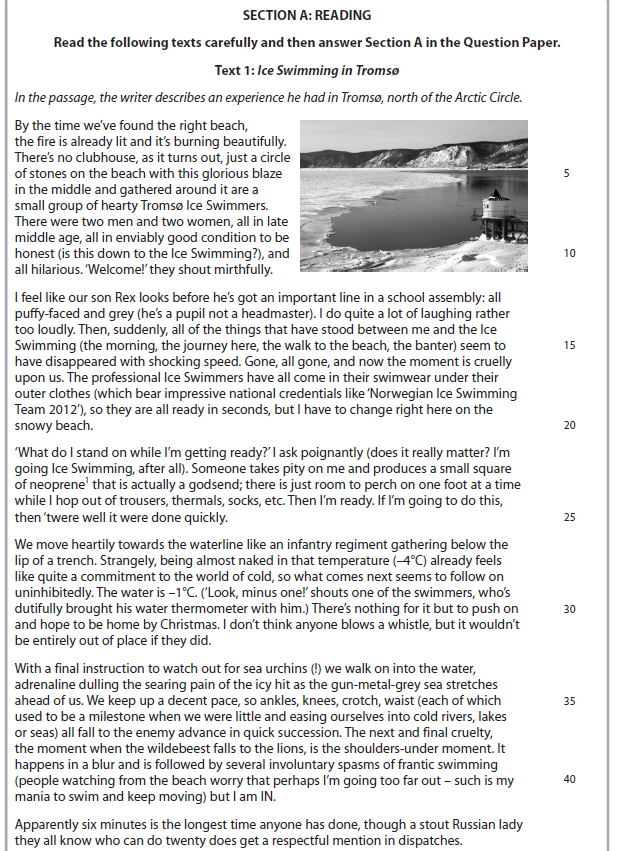 SECTION A: READING
Read the following texts carefully and then answer Section A in the Question Paper.
Text 1: Ice Swimming in Tromsø
In the passage, the writer describes an experience he had in Tromsø, north of the Arctic Circle.
By the time we've found the right beach,
the fire is already lit and it's burning beautifully.
There's no clubhouse, as it turns out, just a circle
of stones on the beach with this glorious blaze
in the middle and gathered around it are a
small group of hearty Tromsø Ice Swimmers.
There were two men and two women, all in late
middle age, all in enviably good condition to be
honest (is this down to the Ice Swimming?), and
all hilarious. 'Welcome!' they shout mirthfully.
5
10
I feel like our son Rex looks before he's got an important line in a school assembly: all
puffy-faced and grey (he's a pupil not a headmaster). I do quite a lot of laughing rather
too loudly. Then, suddenly, all of the things that have stood between me and the Ice
Swimming (the morning, the journey here, the walk to the beach, the banter) seem to
have disappeared with shocking speed. Gone, all gone, and now the moment is cruelly
upon us. The professional Ice Swimmers have all come in their swimwear under their
outer clothes (which bear impressive national credentials like 'Norwegian Ice Swimming
Team 2012'), so they are all ready in seconds, but I have to change right here on the
snowy beach.
15
20
'What do I stand on while I'm getting ready?' I ask poignantly (does it really matter? I'm
going Ice Swimming, after all). Someone takes pity on me and produces a small square
of neoprene¹ that is actually a godsend; there is just room to perch on one foot at a time
while I hop out of trousers, thermals, socks, etc. Then I'm ready. If I'm going to do this,
then 'twere well it were done quickly.
25
We move heartily towards the waterline like an infantry regiment gathering below the
lip of a trench. Strangely, being almost naked in that temperature (–4°C) already feels
like quite a commitment to the world of cold, so what comes next seems to follow on
uninhibitedly. The water is –1°C. ('Look, minus one!' shouts one of the swimmers, who's
dutifully brought his water thermometer with him.) There's nothing for it but to push on
and hope to be home by Christmas. I don't think anyone blows a whistle, but it wouldn't
be entirely out of place if they did.
30
With a final instruction to watch out for sea urchins (!) we walk on into the water,
adrenaline dulling the searing pain of the icy hit as the gun-metal-grey sea stretches
ahead of us. We keep up a decent pace, so ankles, knees, crotch, waist (each of which
used to be a milestone when we were little and easing ourselves into cold rivers, lakes
or seas) all fall to the enemy advance in quick succession. The next and final cruelty,
the moment when the wildebeest falls to the lions, is the shoulders-under moment. It
happens in a blur and is followed by several involuntary spasms of frantic swimming
(people watching from the beach worry that perhaps I'm going too far out – such is my
mania to swim and keep moving) but I am IN.
35
40
Apparently six minutes is the longest time anyone has done, though a stout Russian lady
they all know who can do twenty does get a respectful mention in dispatches.